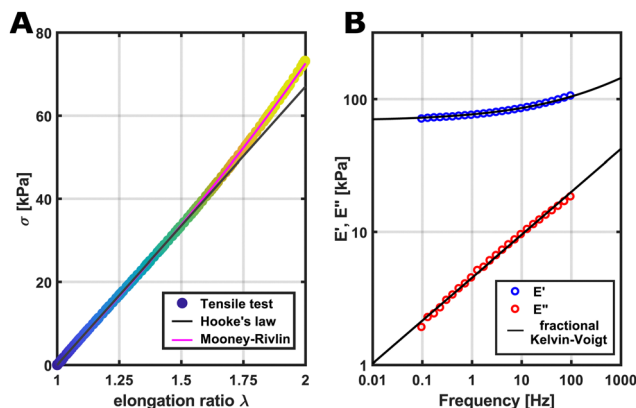 A
80
60
40
20
0
σ [kPa]
1
1.25
1.5
1.75
2
elongation ratio λ
Tensile test
Hooke's law
Mooney-Rivlin
B
100
10
1
E', E" [kPa]
0.01
0.1
1
10
100
1000
Frequency [Hz]
E'
E"
fractional
Kelvin-Voigt